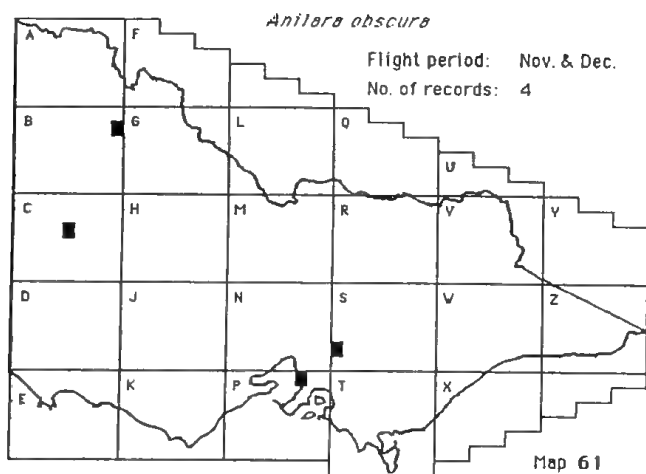 Anilara obscura
Flight period: Nov. & Dec.
No. of records: 4
A F
B G L Q
U
C H M R V Y
D J N S W Z
E K P T X
Map 61